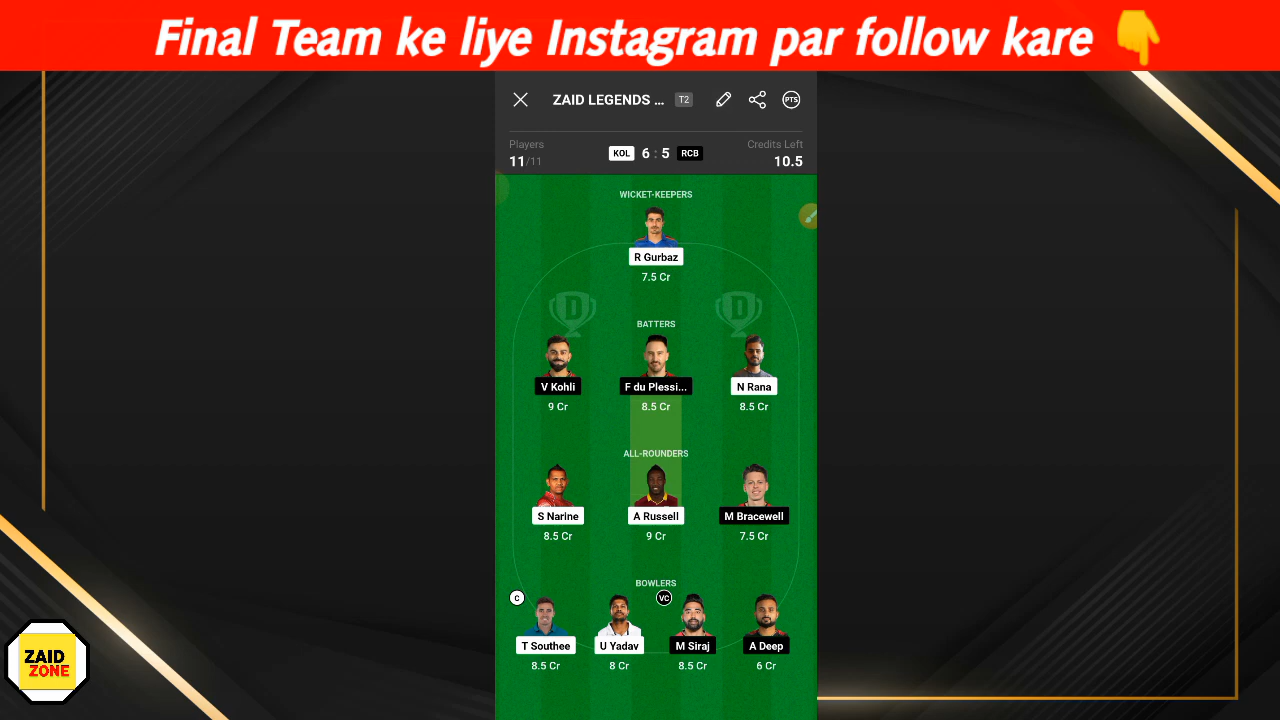 Final Team ke liye Instagram par follow kare 👇
ZAID LEGENDS ... T2 PTS
Players
11/11
KOL 6 : 5 RCB
Credits Left
10.5
WICKET-KEEPERS
R Gurbaz
7.5 Cr
D D
BATTERS
V Kohli F du Plessi... N Rana
9 Cr 8.5 Cr 8.5 Cr
ALL-ROUNDERS
S Narine A Russell M Bracewell
8.5 Cr 9 Cr 7.5 Cr
BOWLERS
C VC
T Southee U Yadav M Siraj A Deep
8.5 Cr 8 Cr 8.5 Cr 6 Cr
ZAID
ZONE